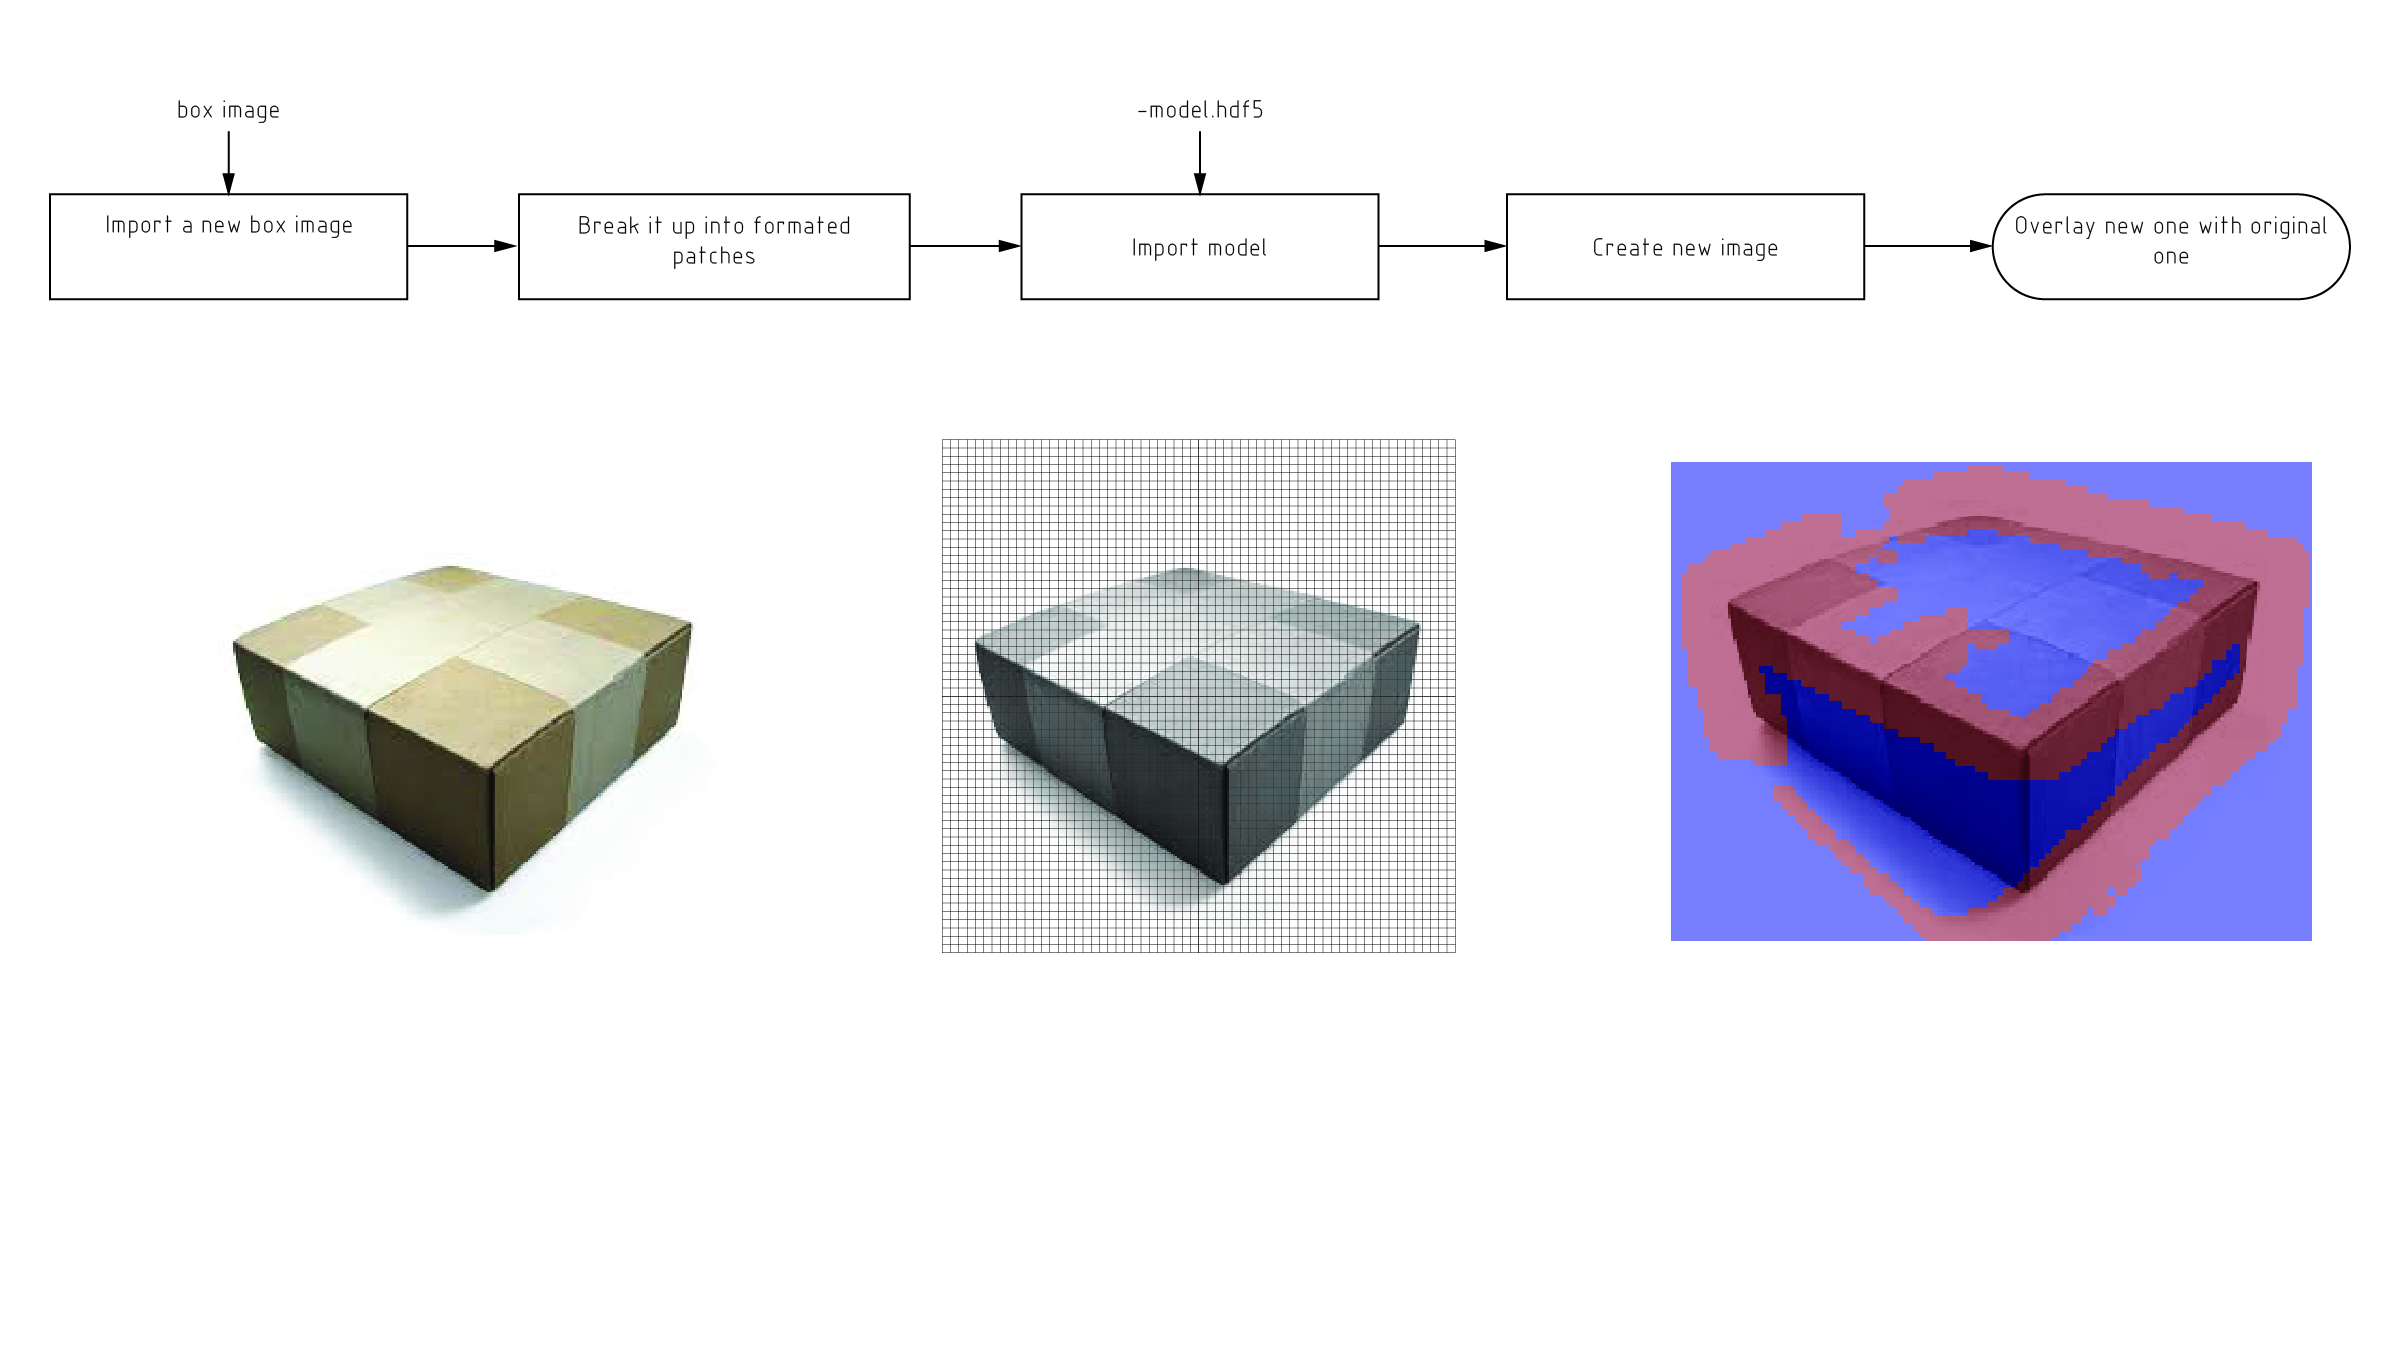 box image
-model.hdf5
Import a new box image
Break it up into formated
patches
Import model
Create new image
Overlay new one with original
one